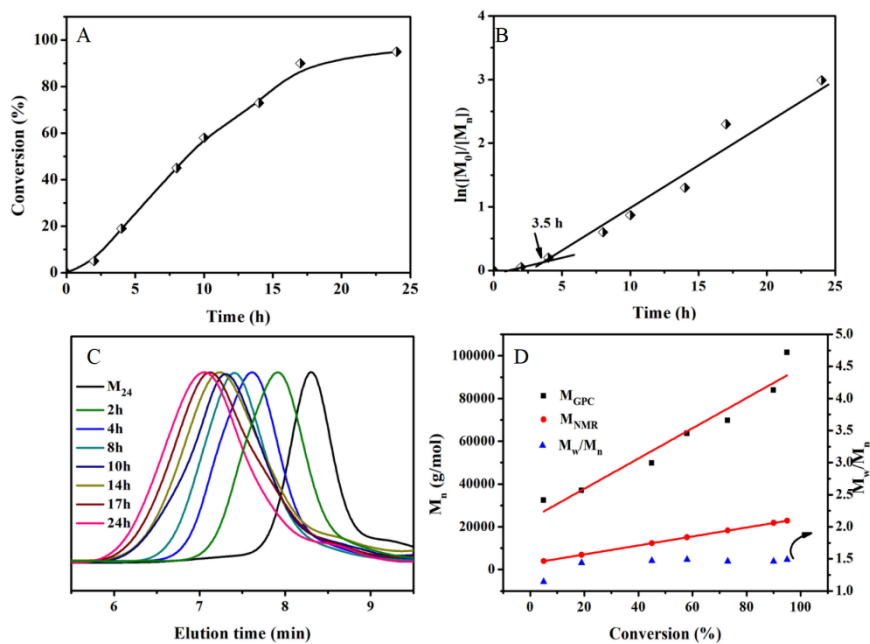 A
Conversion (%)
100
80
60
40
20
0
0 5 10 15 20 25
Time (h)
B
ln([M0]/[Mn])
4
3
2
1
0
3.5 h
0 5 10 15 20 25
Time (h)
C
M24
2h
4h
8h
10h
14h
17h
24h
6 7 8 9
Elution time (min)
D
Mn (g/mol)
100000
80000
60000
40000
20000
0
MGPC
MNMR
Mw/Mn
5.0
4.5
4.0
3.5
3.0
2.5
2.0
1.5
1.0
Mw/Mn
0 20 40 60 80 100
Conversion (%)